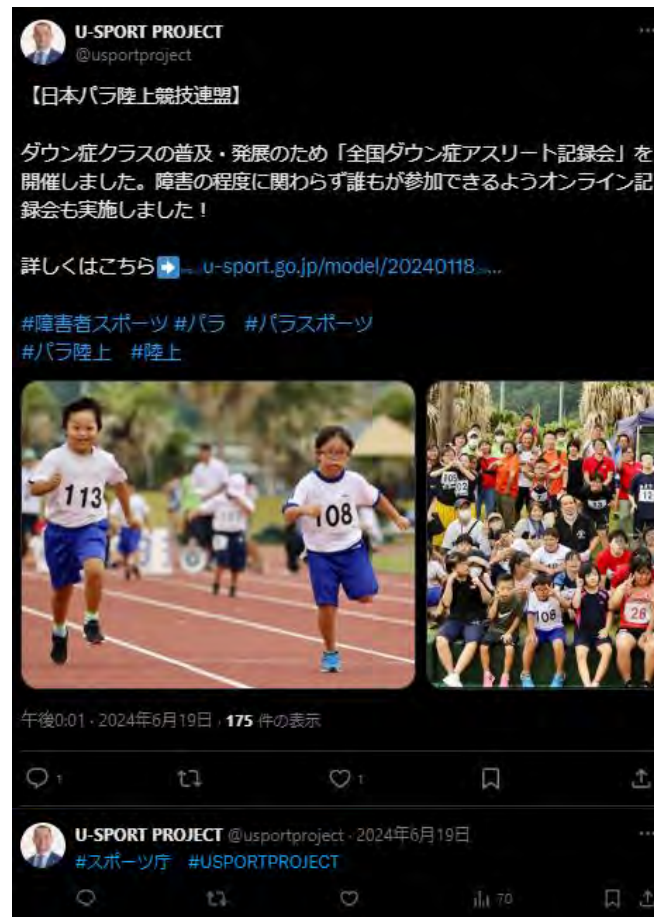 U-SPORT PROJECT
@usportproject
【日本パラ陸上競技連盟】
ダウン症クラスの普及・発展のため「全国ダウン症アスリート記録会」を
開催しました。障害の程度に関わらず誰もが参加できるようオンライン記
録会も実施しました！
詳しくはこちら➡ u-sport.go.jp/model/20240118 ...
#障害者スポーツ #パラ #パラスポーツ
#パラ陸上 #陸上
113
108
108
26
午後0:01 · 2024年6月19日 · 175 件の表示
1
1
U-SPORT PROJECT @usportproject · 2024年6月19日
#スポーツ庁 #USPORTPROJECT
70